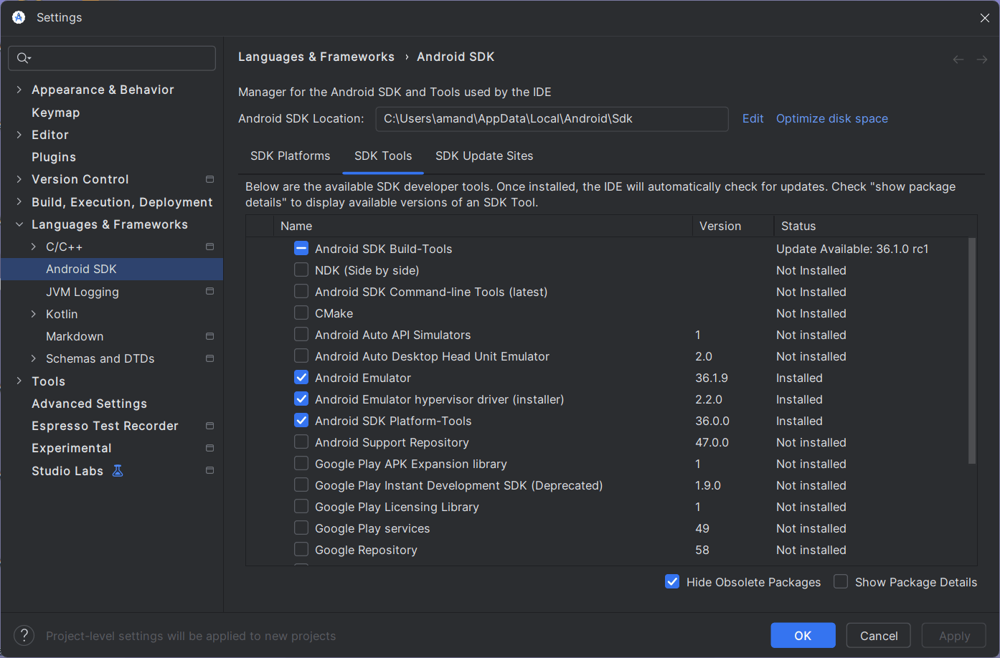 Settings
Appearance & Behavior
Keymap
Editor
Plugins
Version Control
Build, Execution, Deployment
Languages & Frameworks
C/C++
Android SDK
JVM Logging
Kotlin
Markdown
Schemas and DTDs
Tools
Advanced Settings
Espresso Test Recorder
Experimental
Studio Labs
Languages & Frameworks › Android SDK
Manager for the Android SDK and Tools used by the IDE
Android SDK Location: C:\Users\amand\AppData\Local\Android\Sdk Edit Optimize disk space
SDK Platforms SDK Tools SDK Update Sites
Below are the available SDK developer tools. Once installed, the IDE will automatically check for updates. Check "show package
details" to display available versions of an SDK Tool.
Name Version Status
Android SDK Build-Tools Update Available: 36.1.0 rc1
NDK (Side by side) Not Installed
Android SDK Command-line Tools (latest) Not Installed
CMake Not Installed
Android Auto API Simulators 1 Not installed
Android Auto Desktop Head Unit Emulator 2.0 Not installed
Android Emulator 36.1.9 Installed
Android Emulator hypervisor driver (installer) 2.2.0 Installed
Android SDK Platform-Tools 36.0.0 Installed
Android Support Repository 47.0.0 Not installed
Google Play APK Expansion library 1 Not installed
Google Play Instant Development SDK (Deprecated) 1.9.0 Not installed
Google Play Licensing Library 1 Not installed
Google Play services 49 Not installed
Google Repository 58 Not installed
Hide Obsolete Packages Show Package Details
? Project-level settings will be applied to new projects
OK Cancel Apply